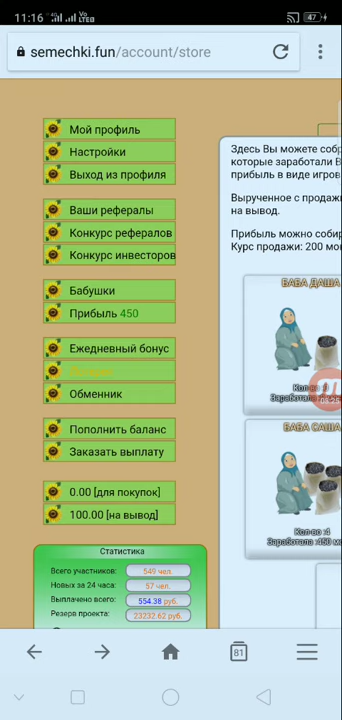 11:16
Vo
LTEB
47
semechki.fun/account/store
Мой профиль
Настройки
Выход из профиля
Ваши рефералы
Конкурс рефералов
Конкурс инвесторов
Бабушки
Прибыль 450
Ежедневный бонус
Обменник
Пополнить баланс
Заказать выплату
0.00 [для покупок]
100.00 [на вывод]
Статистика
Всего участников: 549 чел.
Новых за 24 часа: 57 чел.
Выплачено всего: 554.38 руб.
Резерв проекта: 23232.62 руб.
Здесь Вы можете собр
которые заработали В
прибыль в виде игров
Вырученное с продаж
на вывод.
Прибыль можно собир
Курс продажи: 200 мо
БАБА ДАША
Кол-во :
Заработала
БАБА САША
Кол-во :4
Заработала :450 м
81